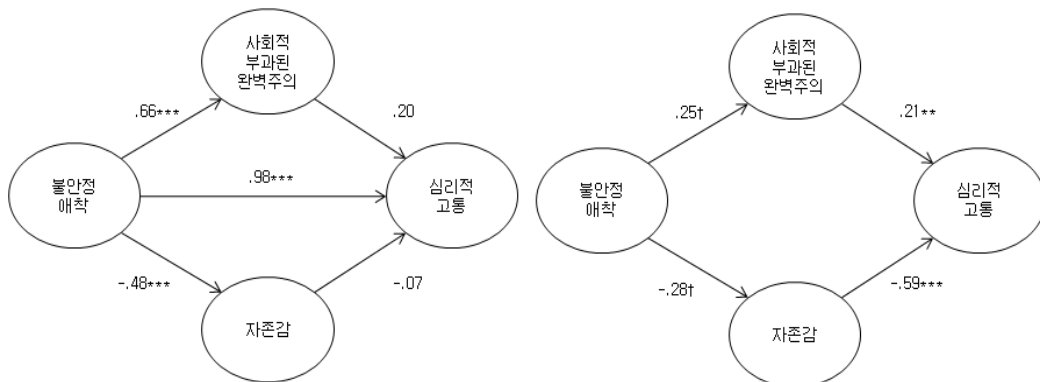 사회적
부과된
완벽주의
.66***
.20
불안정
애착
.98***
심리적
고통
-.48***
-.07
자존감
사회적
부과된
완벽주의
.25†
.21**
불안정
애착
심리적
고통
-.28†
-.59***
자존감